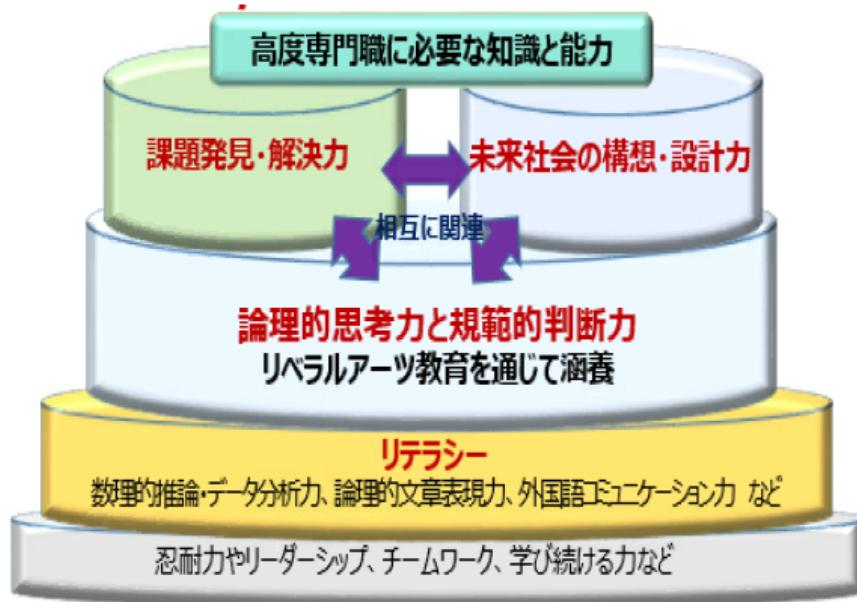 高度専門職に必要な知識と能力
課題発見・解決力
未来社会の構想・設計力
相互に関連
論理的思考力と規範的判断力
リベラルアーツ教育を通じて涵養
リテラシー
数理的推論・データ分析力、論理的文章表現力、外国語コミュニケーション力 など
忍耐力やリーダーシップ、チームワーク、学び続ける力など